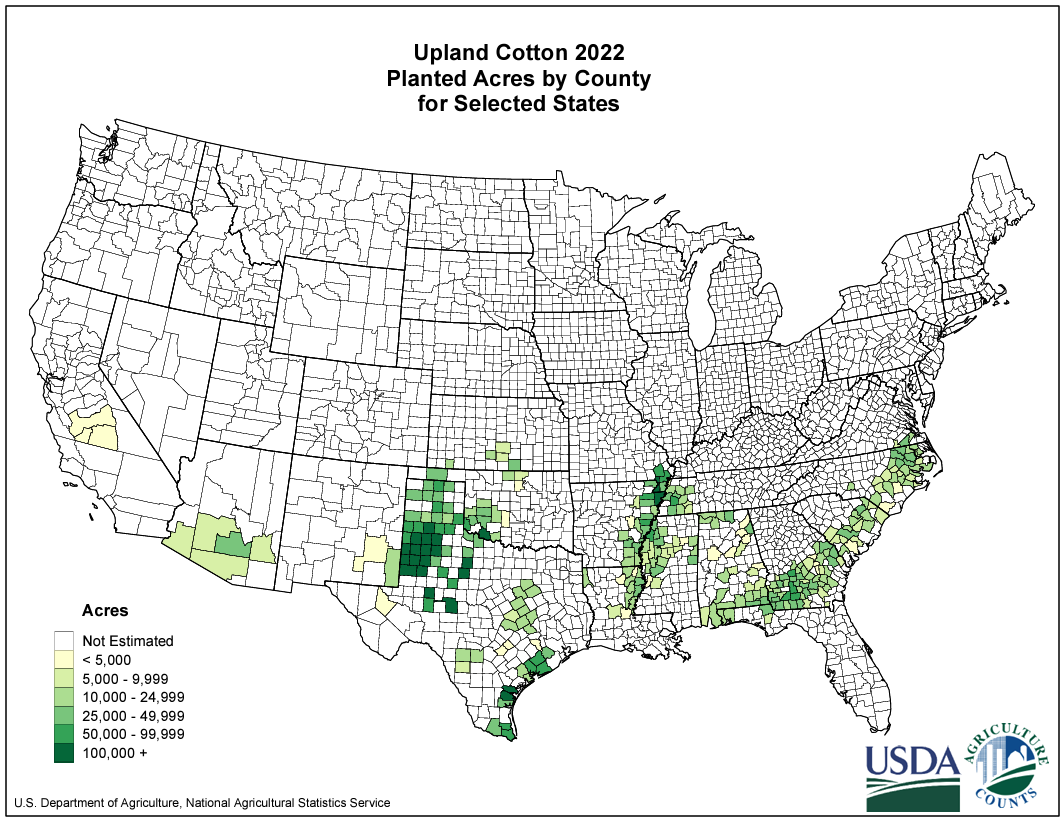 Upland Cotton 2022
Planted Acres by County
for Selected States
Acres
Not Estimated
< 5,000
5,000 - 9,999
10,000 - 24,999
25,000 - 49,999
50,000 - 99,999
100,000 +
USDA
AGRICULTURE
COUNTS
U.S. Department of Agriculture, National Agricultural Statistics Service